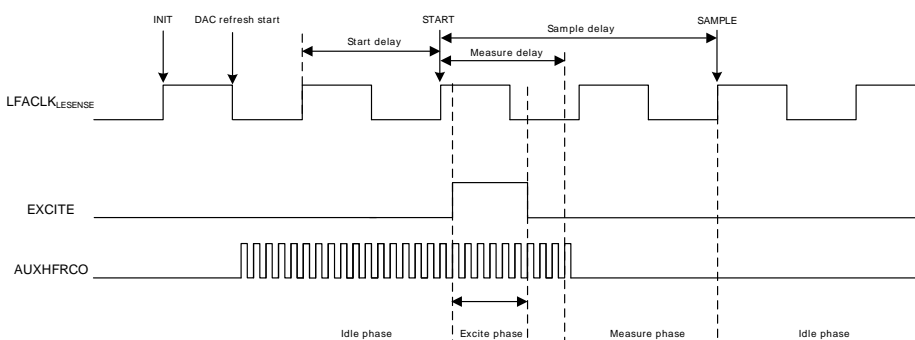 INIT
DAC refresh start
START
SAMPLE
Start delay
Sample delay
Measure delay
LFACLK_LESENSE
EXCITE
AUXHFRCO
Idle phase
Excite phase
Measure phase
Idle phase